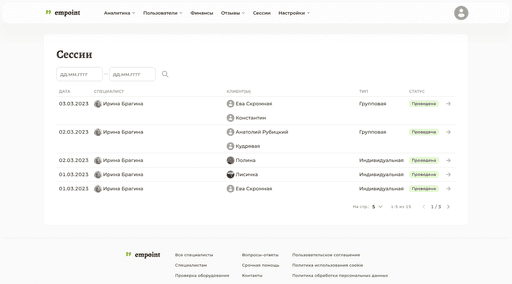 empoint Аналитика Пользователи Финансы Отзывы Сессии Настройки
Сессии
ДД.ММ.ГГГГ – ДД.ММ.ГГГГ
ДАТА СПЕЦИАЛИСТ КЛИЕНТ(Ы) ТИП СТАТУС
03.03.2023 Ирина Брагина Ева Скромная Групповая Проведена
Константин
02.03.2023 Ирина Брагина Анатолий Рубицкий Групповая Проведена
Кудрявая
02.03.2023 Ирина Брагина Полина Индивидуальная Проведена
01.03.2023 Ирина Брагина Лисичка Индивидуальная Проведена
01.03.2023 Ирина Брагина Ева Скромная Индивидуальная Проведена
На стр.: 5 1-5 из 13 1 / 3
empoint Все специалисты Вопросы-ответы Пользовательское соглашение
Специалистам Срочная помощь Политика использования cookie
Проверка оборудования Контакты Политика обработки персональных данных